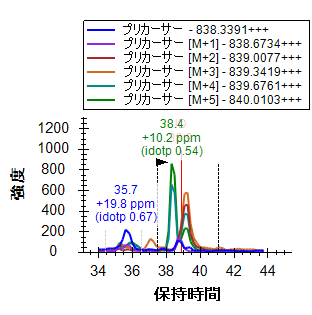 プリカーサー - 838.3391+++
プリカーサー [M+1] - 838.6734+++
プリカーサー [M+2] - 839.0077+++
プリカーサー [M+3] - 839.3419+++
プリカーサー [M+4] - 839.6761+++
プリカーサー [M+5] - 840.0103+++
38.4
+10.2 ppm
(idotp 0.54)
35.7
+19.8 ppm
(idotp 0.67)
強度
1200
1000
800
600
400
200
0
34 36 38 40 42 44
保持時間